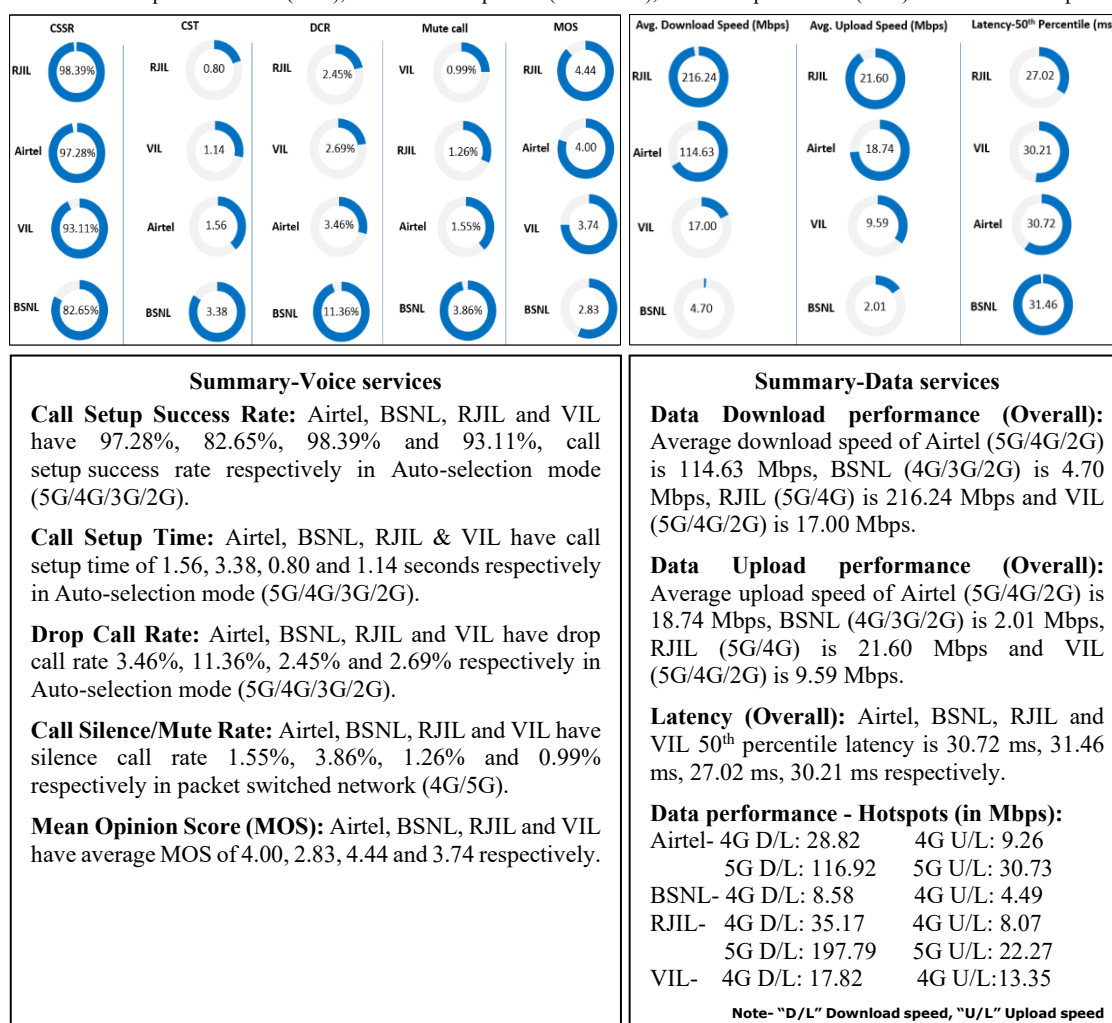 CSSR CST DCR Mute call MOS
RJIL 98.39% RJIL 0.80 RJIL 2.45% VIL 0.99% RJIL 4.44
Airtel 97.28% VIL 1.14 VIL 2.69% RJIL 1.26% Airtel 4.00
VIL 93.11% Airtel 1.56 Airtel 3.46% Airtel 1.55% VIL 3.74
BSNL 82.65% BSNL 3.38 BSNL 11.36% BSNL 3.86% BSNL 2.83
Avg. Download Speed (Mbps) Avg. Upload Speed (Mbps) Latency-50th Percentile (ms
RJIL 216.24 RJIL 21.60 RJIL 27.02
Airtel 114.63 Airtel 18.74 VIL 30.21
VIL 17.00 VIL 9.59 Airtel 30.72
BSNL 4.70 BSNL 2.01 BSNL 31.46
Summary-Voice services
Call Setup Success Rate: Airtel, BSNL, RJIL and VIL
have 97.28%, 82.65%, 98.39% and 93.11%, call
setup success rate respectively in Auto-selection mode
(5G/4G/3G/2G).
Call Setup Time: Airtel, BSNL, RJIL & VIL have call
setup time of 1.56, 3.38, 0.80 and 1.14 seconds respectively
in Auto-selection mode (5G/4G/3G/2G).
Drop Call Rate: Airtel, BSNL, RJIL and VIL have drop
call rate 3.46%, 11.36%, 2.45% and 2.69% respectively in
Auto-selection mode (5G/4G/3G/2G).
Call Silence/Mute Rate: Airtel, BSNL, RJIL and VIL have
silence call rate 1.55%, 3.86%, 1.26% and 0.99%
respectively in packet switched network (4G/5G).
Mean Opinion Score (MOS): Airtel, BSNL, RJIL and VIL
have average MOS of 4.00, 2.83, 4.44 and 3.74 respectively.
Summary-Data services
Data Download performance (Overall):
Average download speed of Airtel (5G/4G/2G)
is 114.63 Mbps, BSNL (4G/3G/2G) is 4.70
Mbps, RJIL (5G/4G) is 216.24 Mbps and VIL
(5G/4G/2G) is 17.00 Mbps.
Data Upload performance (Overall):
Average upload speed of Airtel (5G/4G/2G) is
18.74 Mbps, BSNL (4G/3G/2G) is 2.01 Mbps,
RJIL (5G/4G) is 21.60 Mbps and VIL
(5G/4G/2G) is 9.59 Mbps.
Latency (Overall): Airtel, BSNL, RJIL and
VIL 50th percentile latency is 30.72 ms, 31.46
ms, 27.02 ms, 30.21 ms respectively.
Data performance - Hotspots (in Mbps):
Airtel- 4G D/L: 28.82 4G U/L: 9.26
5G D/L: 116.92 5G U/L: 30.73
BSNL- 4G D/L: 8.58 4G U/L: 4.49
RJIL- 4G D/L: 35.17 4G U/L: 8.07
5G D/L: 197.79 5G U/L: 22.27
VIL- 4G D/L: 17.82 4G U/L:13.35
Note- “D/L” Download speed, “U/L” Upload speed